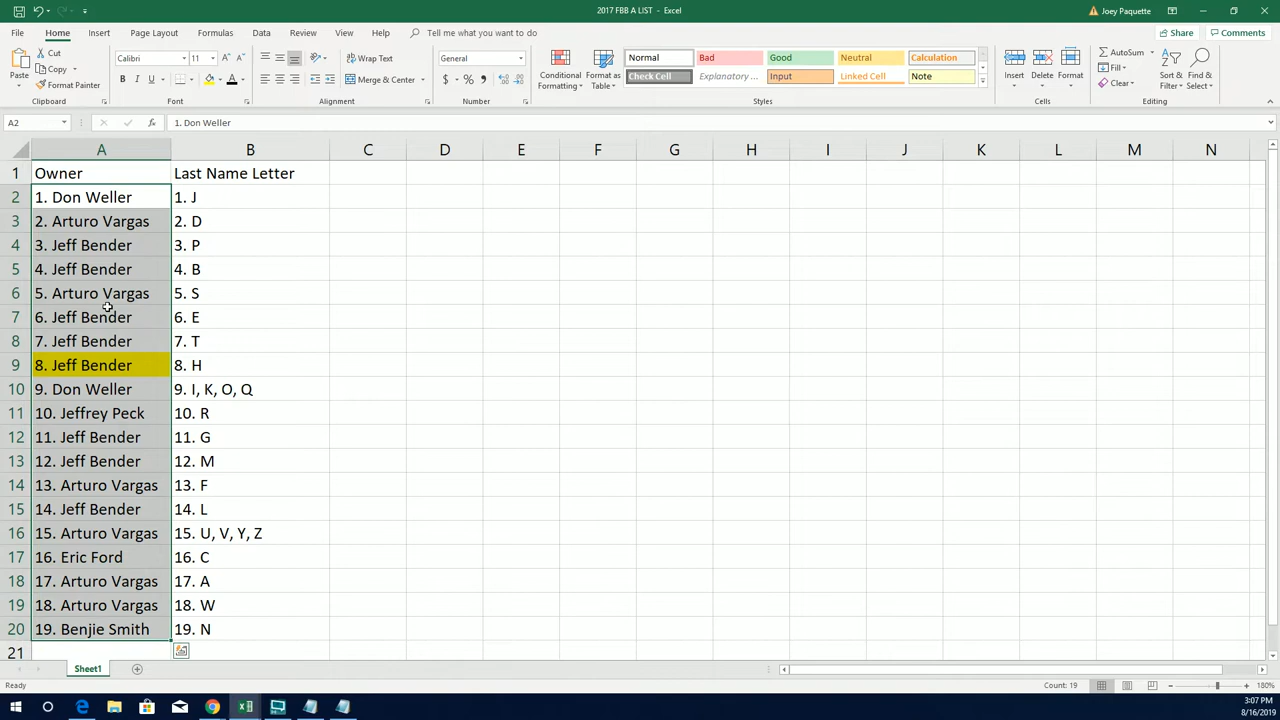 2017 FBB A LIST - Excel
Joey Paquette
File Home Insert Page Layout Formulas Data Review View Help Tell me what you want to do
Share Comments
Paste
Cut
Copy
Format Painter
Clipboard
Calibri 11
B I U
Font
Wrap Text
Merge & Center
Alignment
General
$ % ,
Number
Conditional Formatting
Format as Table
Normal Bad Good Neutral Calculation
Check Cell Explanatory ... Input Linked Cell Note
Styles
Insert Delete Format
Cells
AutoSum
Fill
Clear
Sort & Filter
Find & Select
Editing
A2 fx 1. Don Weller
A B C D E F G H I J K L M N
1 Owner Last Name Letter
2 1. Don Weller 1. J
3 2. Arturo Vargas 2. D
4 3. Jeff Bender 3. P
5 4. Jeff Bender 4. B
6 5. Arturo Vargas 5. S
7 6. Jeff Bender 6. E
8 7. Jeff Bender 7. T
9 8. Jeff Bender 8. H
10 9. Don Weller 9. I, K, O, Q
11 10. Jeffrey Peck 10. R
12 11. Jeff Bender 11. G
13 12. Jeff Bender 12. M
14 13. Arturo Vargas 13. F
15 14. Jeff Bender 14. L
16 15. Arturo Vargas 15. U, V, Y, Z
17 16. Eric Ford 16. C
18 17. Arturo Vargas 17. A
19 18. Arturo Vargas 18. W
20 19. Benjie Smith 19. N
21
Sheet1
Ready Count: 19 180%
3:07 PM
8/16/2019